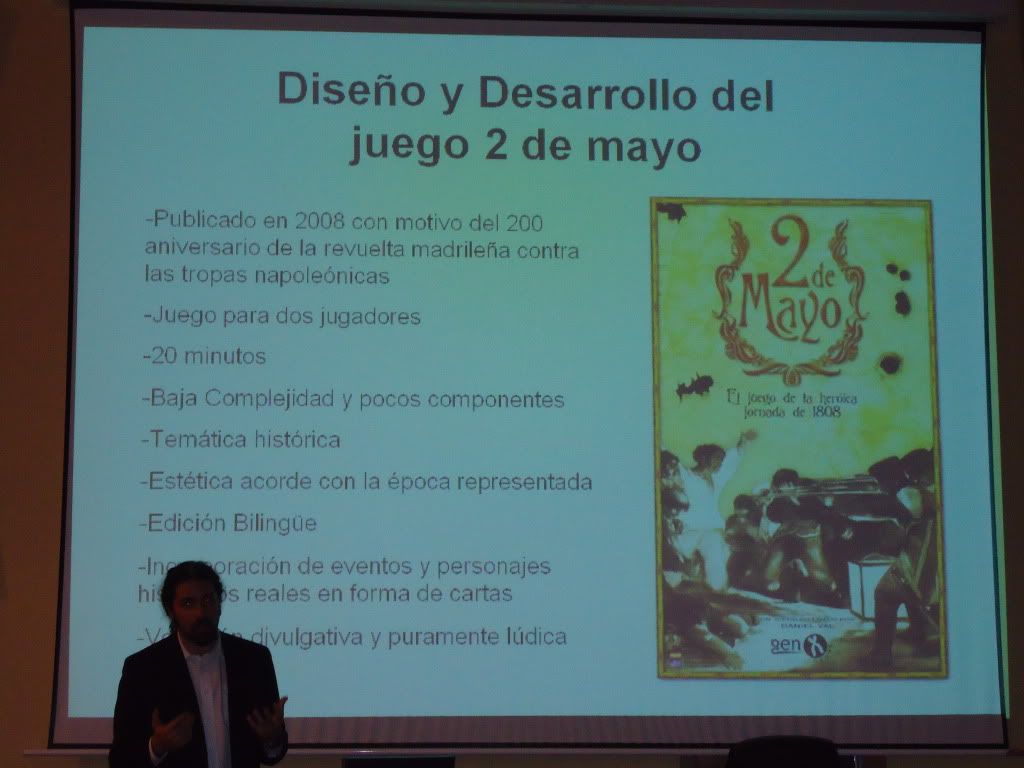 Diseño y Desarrollo del
juego 2 de mayo
-Publicado en 2008 con motivo del 200
aniversario de la revuelta madrileña contra
las tropas napoleónicas
-Juego para dos jugadores
-20 minutos
-Baja Complejidad y pocos componentes
-Temática histórica
-Estética acorde con la época representada
-Edición Bilingüe
de eventos y personajes
reales en forma de cartas
divulgativa y puramente lúdica
2 de
Mayo
El juego de la heróica
jornada de 1808
DANIEL VAL
gen X